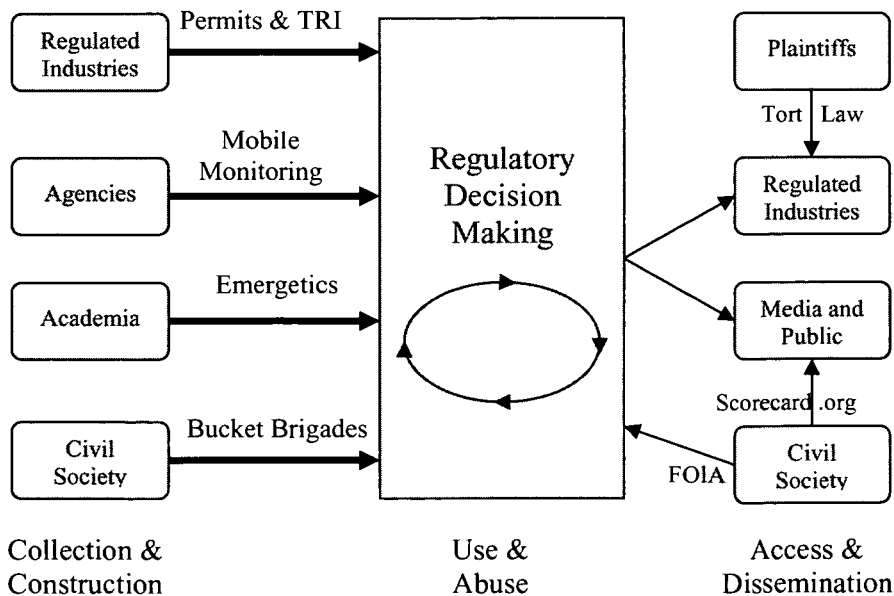 Permits & TRI
Regulated
Industries
Mobile
Monitoring
Agencies
Emergetics
Academia
Bucket Brigades
Civil
Society
Regulatory
Decision
Making
Plaintiffs
Tort Law
Regulated
Industries
Media and
Public
Scorecard .org
FOIA
Civil
Society
Collection &
Construction
Use &
Abuse
Access &
Dissemination